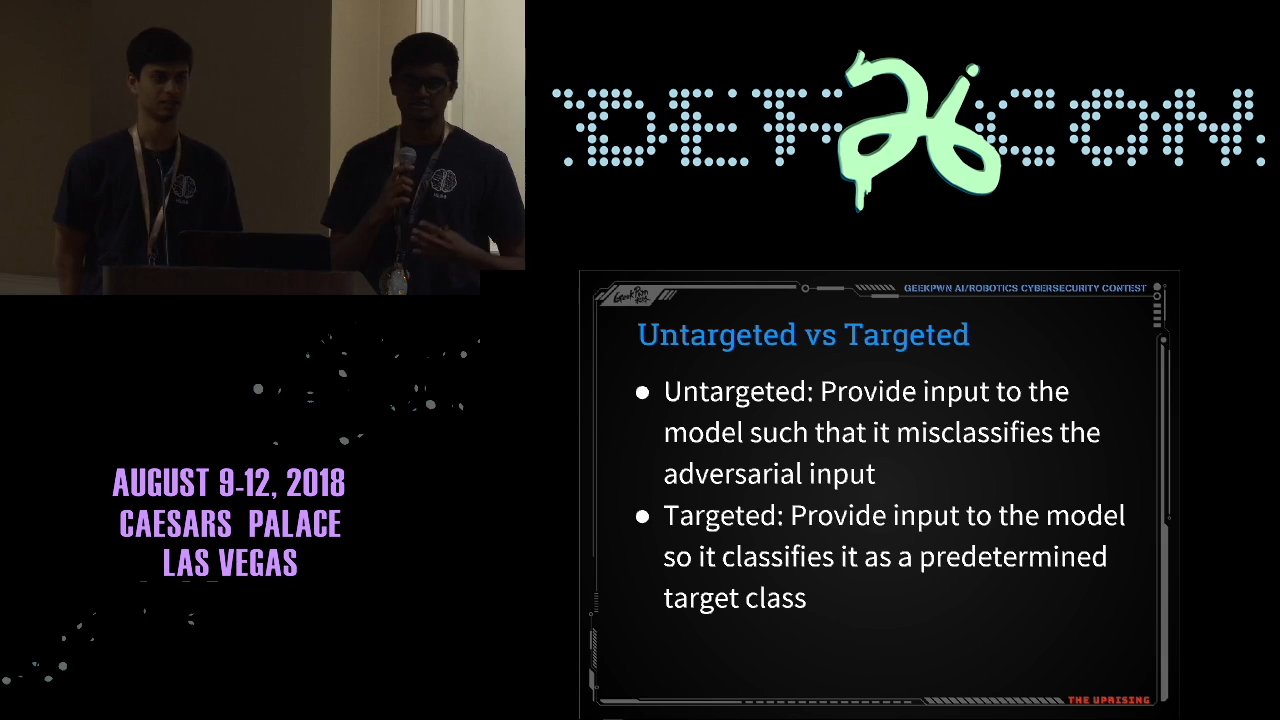 DEF 26 CON
GeekPwn
GEEKPWN AI/ROBOTICS CYBERSECURITY CONTEST
Untargeted vs Targeted
● Untargeted: Provide input to the
model such that it misclassifies the
adversarial input
● Targeted: Provide input to the model
so it classifies it as a predetermined
target class
AUGUST 9-12, 2018
CAESARS PALACE
LAS VEGAS
THE UPRISING